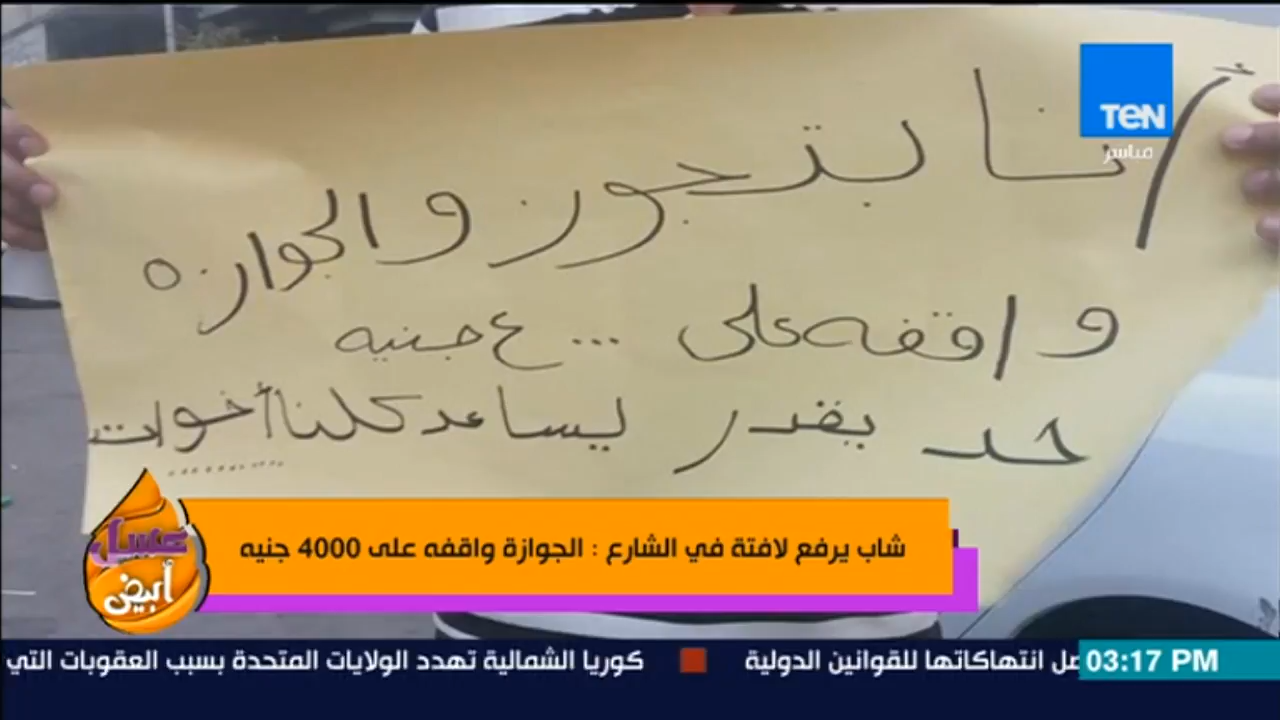 أنا بتجوز والجوازه
واقفه على ٤٠٠٠ جنيه
حد يقدر يساعد كلنا أخوات
TeN
مباشر
شاب يرفع لافتة في الشارع : الجوازة واقفه على 4000 جنيه
عسل
أبيض
صل انتهاكاتها للقوانين الدولية
كوريا الشمالية تهدد الولايات المتحدة بسبب العقوبات التي
03:17 PM